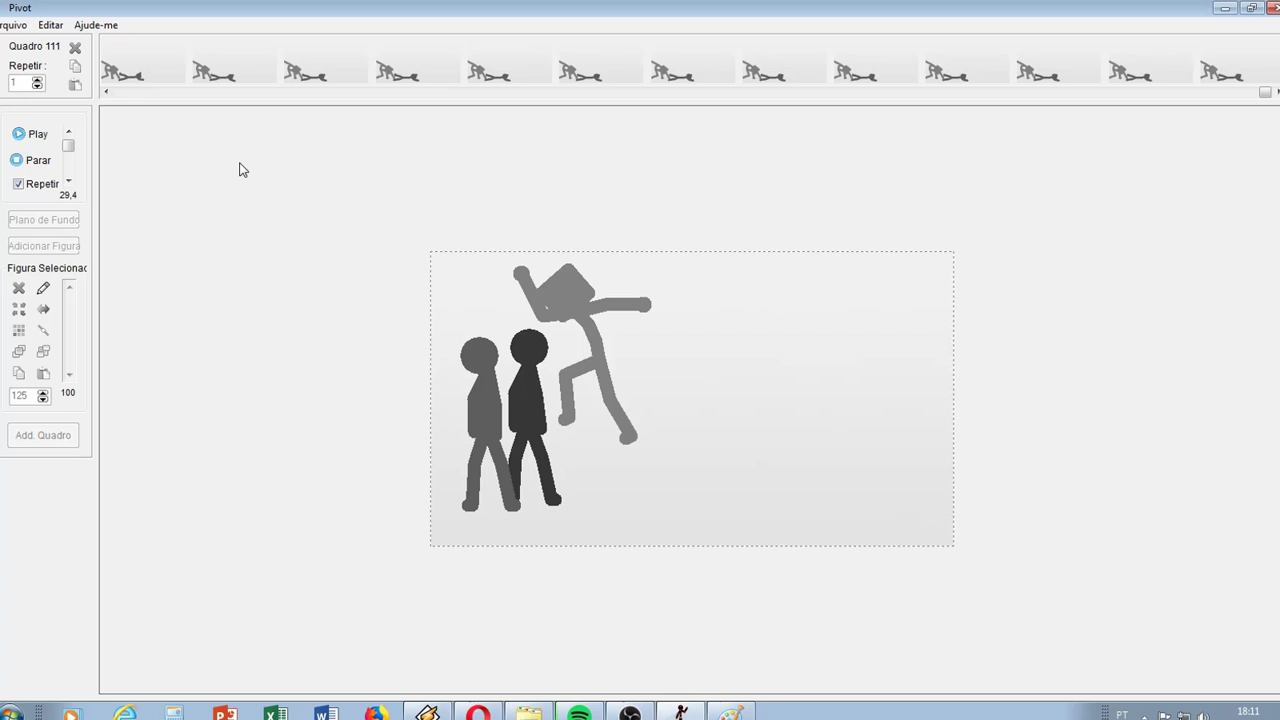 Pivot
rquivo Editar Ajude-me
Quadro 111
Repetir :
1
Play
Parar
Repetir
29,4
Plano de Fundo
Adicionar Figura
Figura Selecionad
125
100
Add. Quadro
PT
18:11